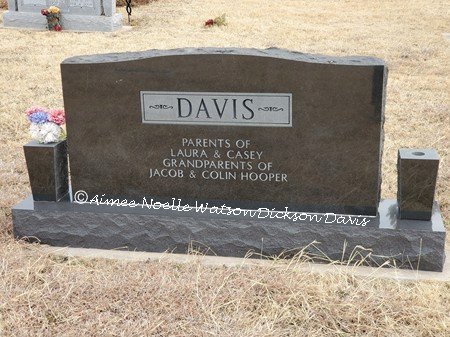 DAVIS
PARENTS OF
LAURA & CASEY
GRANDPARENTS OF
JACOB & COLIN HOOPER
©Aimee Noelle Watson Dickson Davis